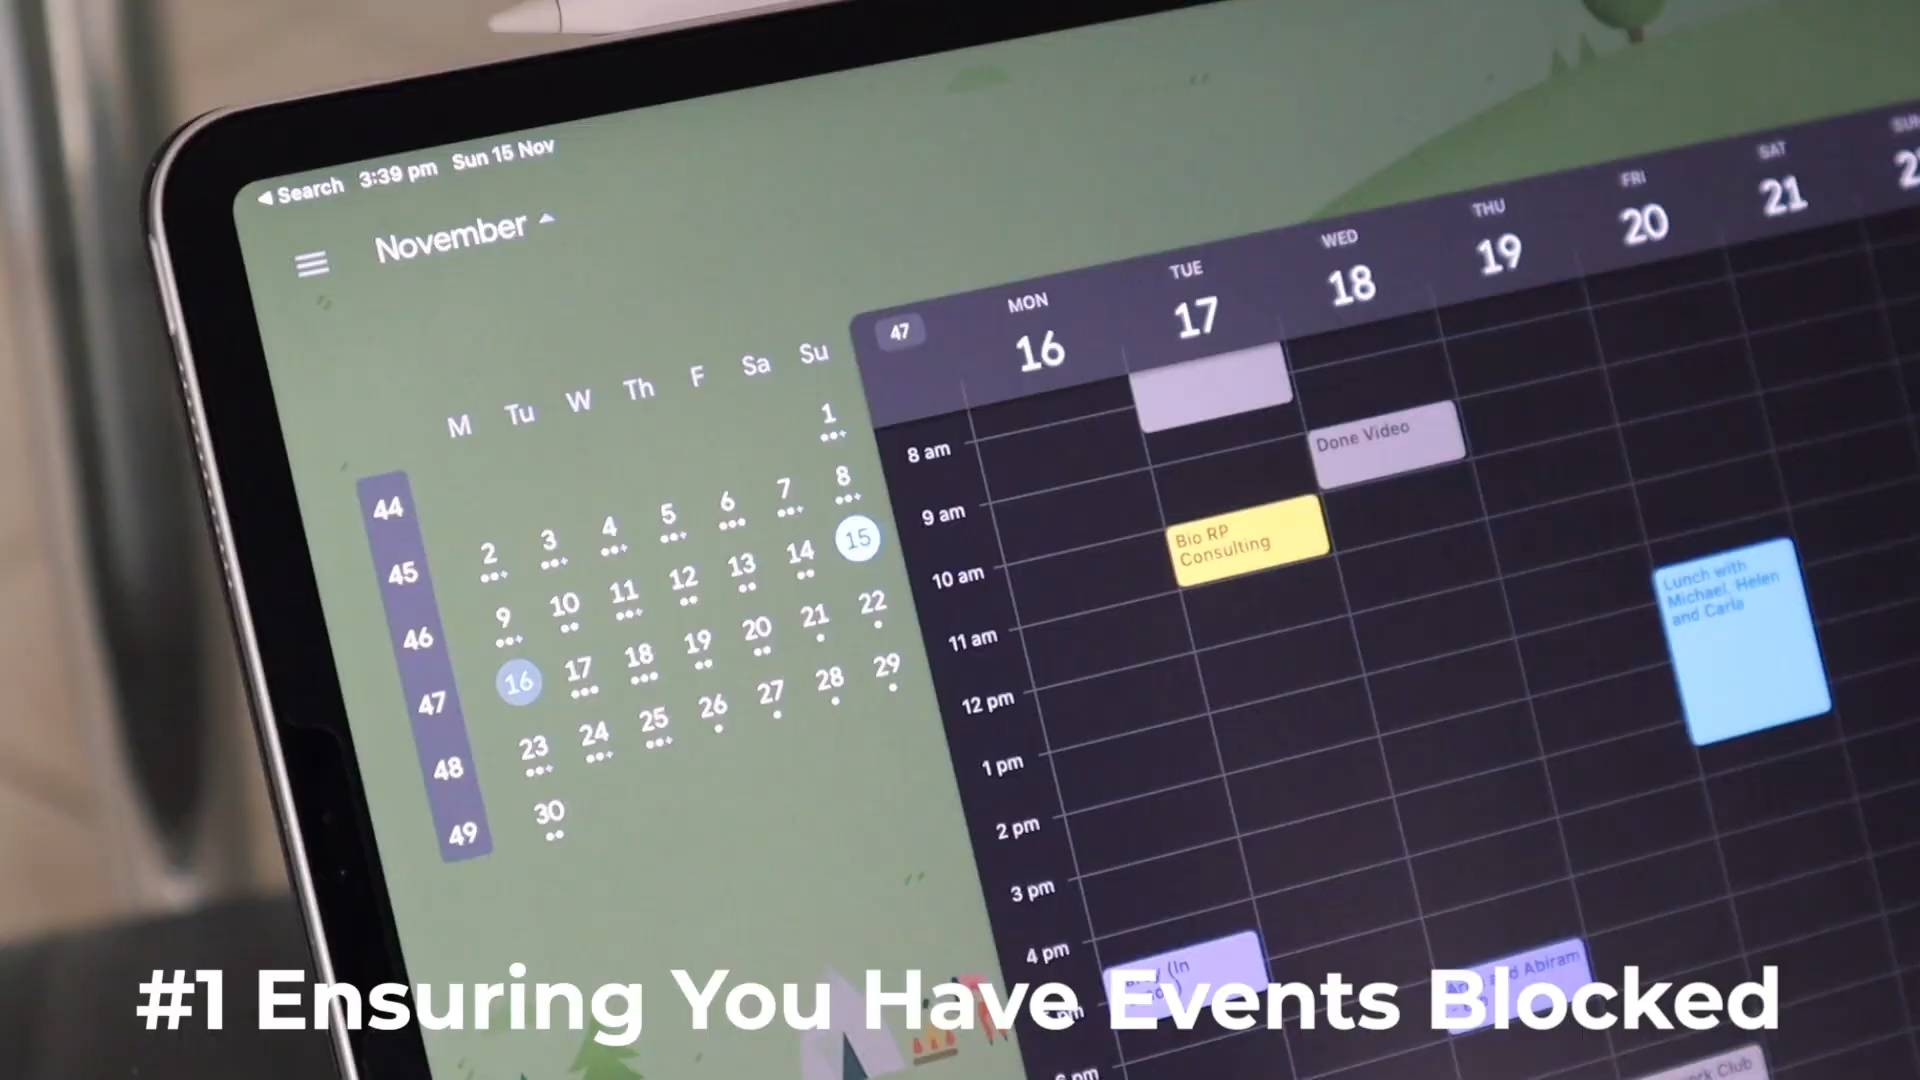 Search 3:39 pm Sun 15 Nov
November
M Tu W Th F Sa Su
1
44 2 3 4 5 6 7 8
45 9 10 11 12 13 14 15
46 16 17 18 19 20 21 22
47 23 24 25 26 27 28 29
48 30
49
47
MON TUE WED THU FRI SAT
16 17 18 19 20 21
8 am
9 am
10 am
11 am
12 pm
1 pm
2 pm
3 pm
4 pm
Done Video
Bio RP
Consulting
Lunch with
Michael, Helen
and Carla
(In
Abiram
Club
#1 Ensuring You Have Events Blocked